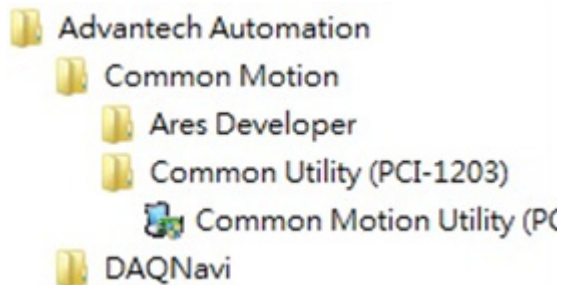 Advantech Automation
Common Motion
Ares Developer
Common Utility (PCI-1203)
Common Motion Utility (PC
DAQNavi